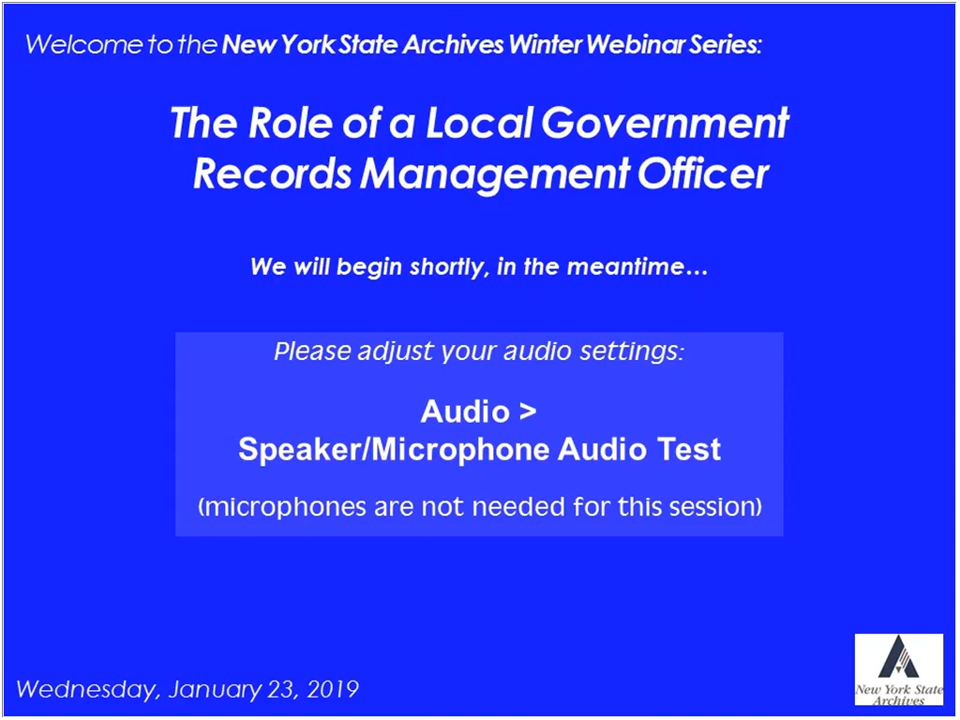 Welcome to the New York State Archives Winter Webinar Series:
The Role of a Local Government
Records Management Officer
We will begin shortly, in the meantime…
Please adjust your audio settings:
Audio >
Speaker/Microphone Audio Test
(microphones are not needed for this session)
Wednesday, January 23, 2019
New York State
Archives